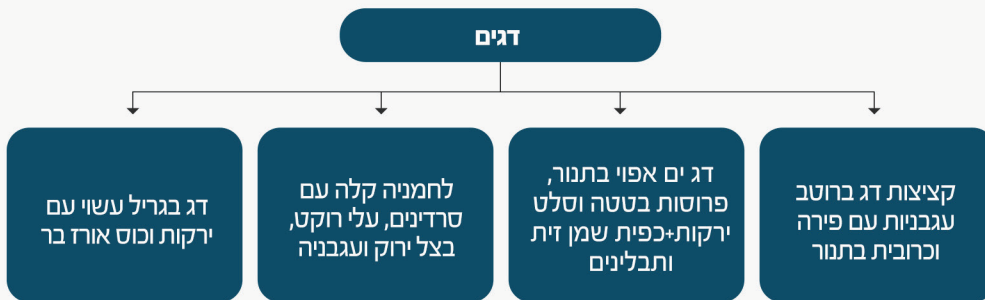 דגים
קציצות דג ברוטב
עגבניות עם פירה
וכרובית בתנור
דג ים אפוי בתנור,
פרוסות בטטה וסלט
ירקות+כפית שמן זית
ותבלינים
לחמניה קלה עם
סרדינים, עלי רוקט,
בצל ירוק ועגבניה
דג בגריל עשוי עם
ירקות וכוס אורז בר